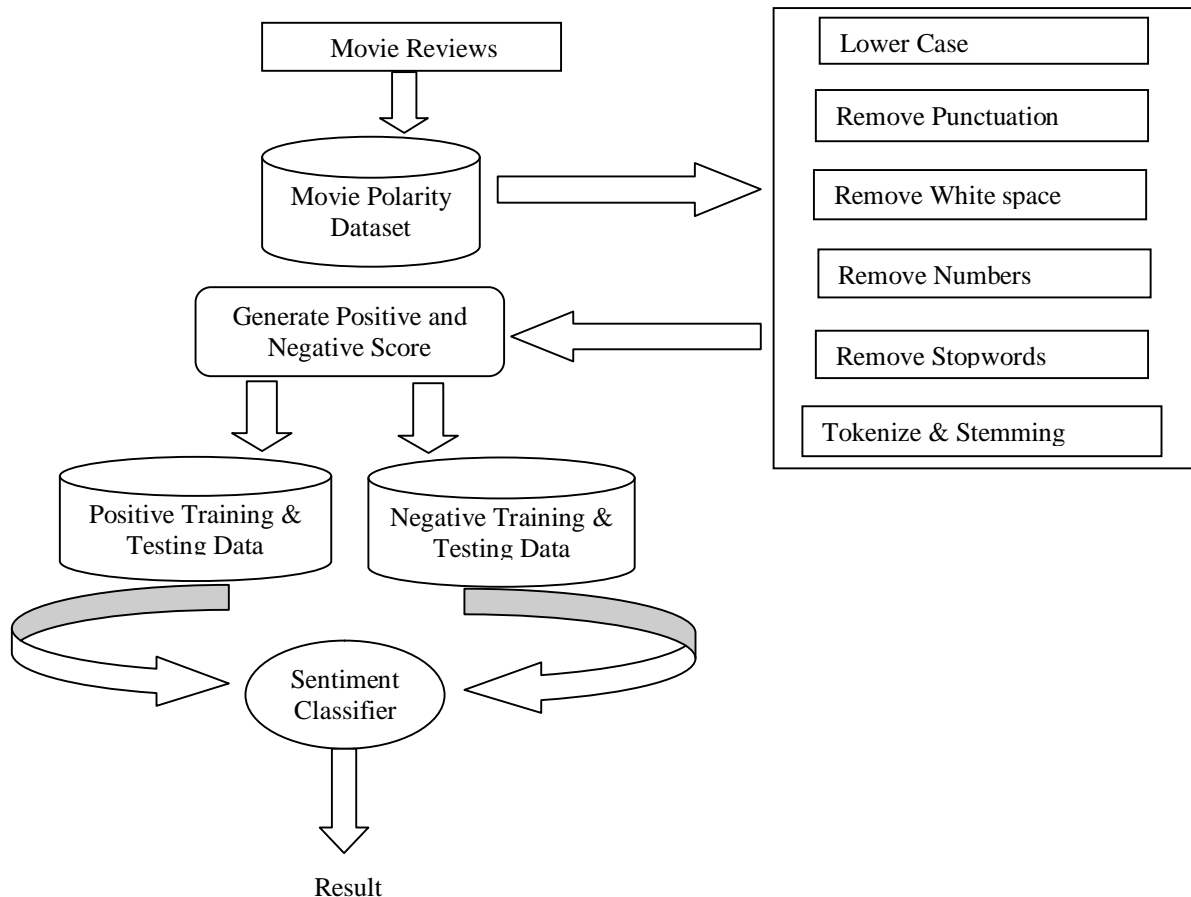 Movie Reviews
Movie Polarity
Dataset
Lower Case
Remove Punctuation
Remove White space
Remove Numbers
Remove Stopwords
Tokenize & Stemming
Generate Positive and
Negative Score
Positive Training &
Testing Data
Negative Training &
Testing Data
Sentiment
Classifier
Result